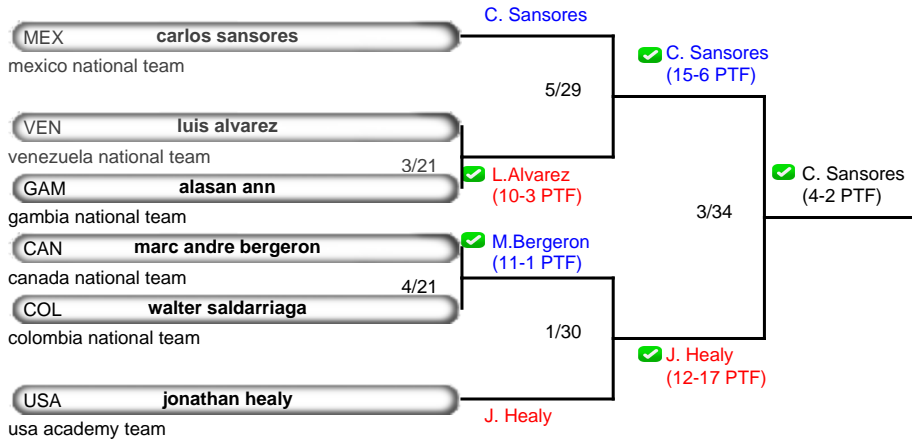 C. Sansores
MEX carlos sansores
mexico national team
C. Sansores
(15-6 PTF)
5/29
VEN luis alvarez
venezuela national team
3/21
L.Alvarez
(10-3 PTF)
GAM alasan ann
gambia national team
C. Sansores
(4-2 PTF)
3/34
CAN marc andre bergeron
canada national team
M.Bergeron
(11-1 PTF)
4/21
COL walter saldarriaga
colombia national team
1/30
J. Healy
(12-17 PTF)
USA jonathan healy
usa academy team
J. Healy